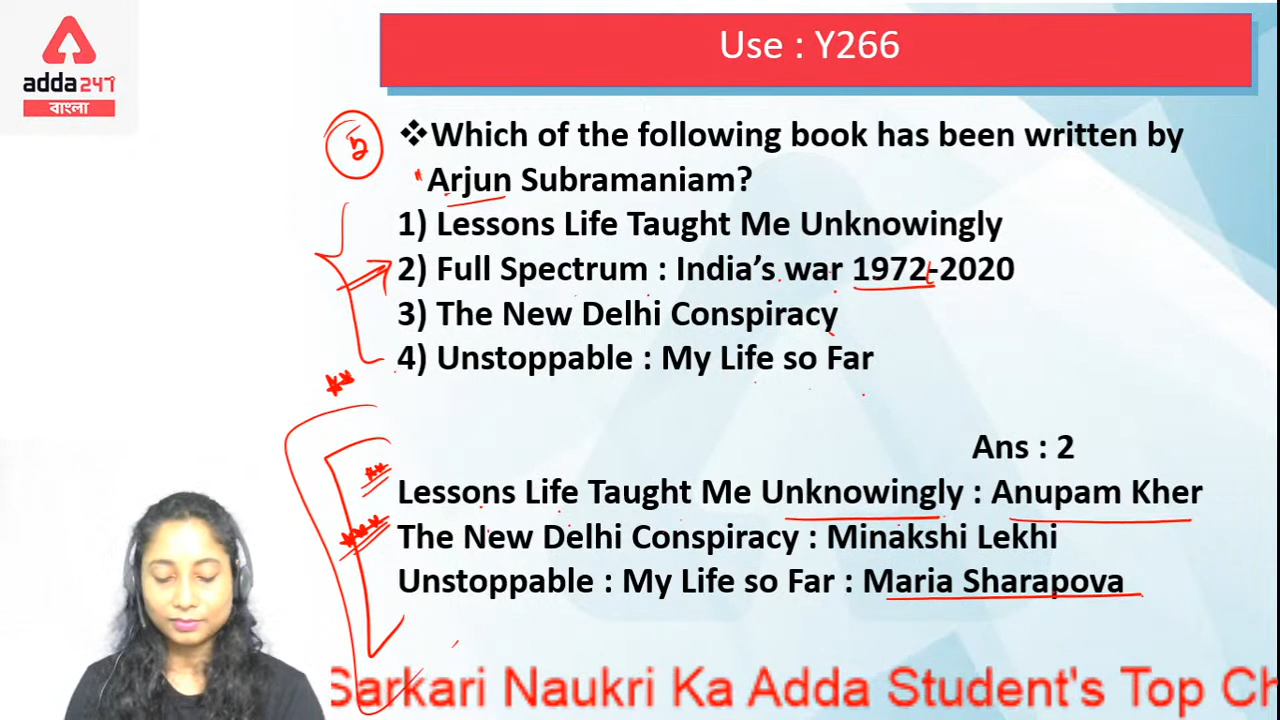 adda247
বাংলা
Use : Y266
❖Which of the following book has been written by
Arjun Subramaniam?
1) Lessons Life Taught Me Unknowingly
2) Full Spectrum : India's war 1972-2020
3) The New Delhi Conspiracy
4) Unstoppable : My Life so Far
Ans : 2
Lessons Life Taught Me Unknowingly : Anupam Kher
The New Delhi Conspiracy : Minakshi Lekhi
Unstoppable : My Life so Far : Maria Sharapova
Sarkari Naukri Ka Adda Student's Top Ch